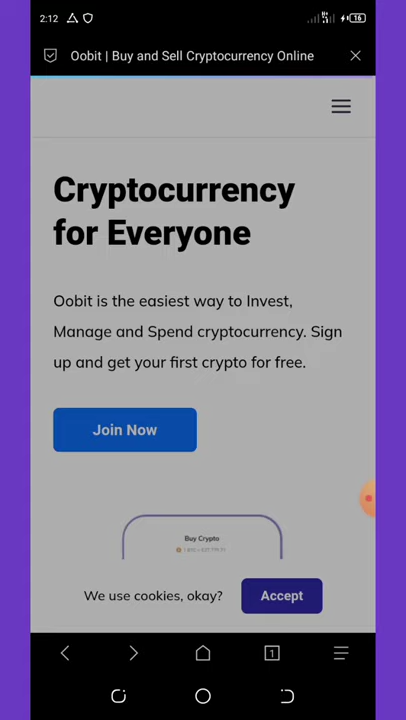 2:12
16
Oobit | Buy and Sell Cryptocurrency Online
Cryptocurrency
for Everyone
Oobit is the easiest way to Invest,
Manage and Spend cryptocurrency. Sign
up and get your first crypto for free.
Join Now
Buy Crypto
We use cookies, okay?
Accept
1